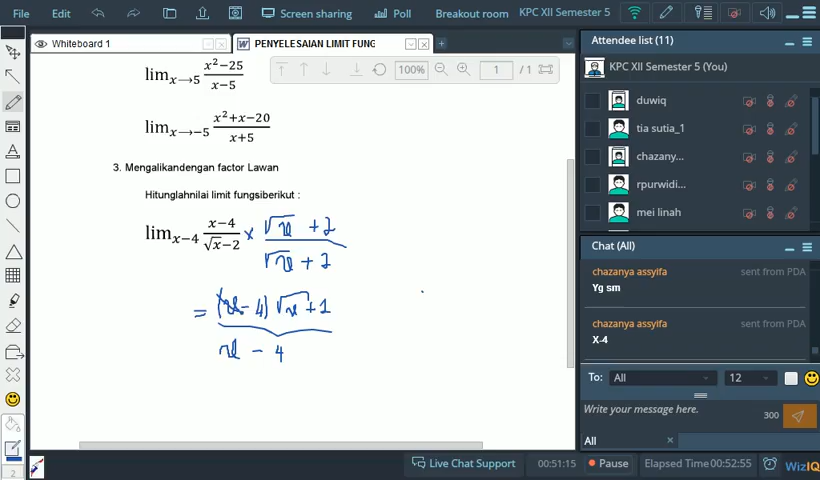 File Edit Screen sharing Poll Breakout room KPC XII Semester 5
Whiteboard 1 PENYELESAIAN LIMIT FUNG
100% 1 / 1
lim x→5 x²−25 / x−5
lim x→−5 x²+x−20 / x+5
3. Mengalikandengan factor Lawan
Hitunglahnilai limit fungsiberikut :
lim x−4 x−4 / √x−2 × √x + 2 / √x + 2
= (x - 4) √x + 2 / x - 4
2
Attendee list (11)
KPC XII Semester 5 (You)
duwiq
tia sutia_1
chazany...
rpurwidi...
mei linah
Chat (All)
chazanya assyifa sent from PDA
Yg sm
chazanya assyifa sent from PDA
X-4
To: All 12
Write your message here. 300
All x
Live Chat Support 00:51:15 Pause Elapsed Time 00:52:55 WizIQ